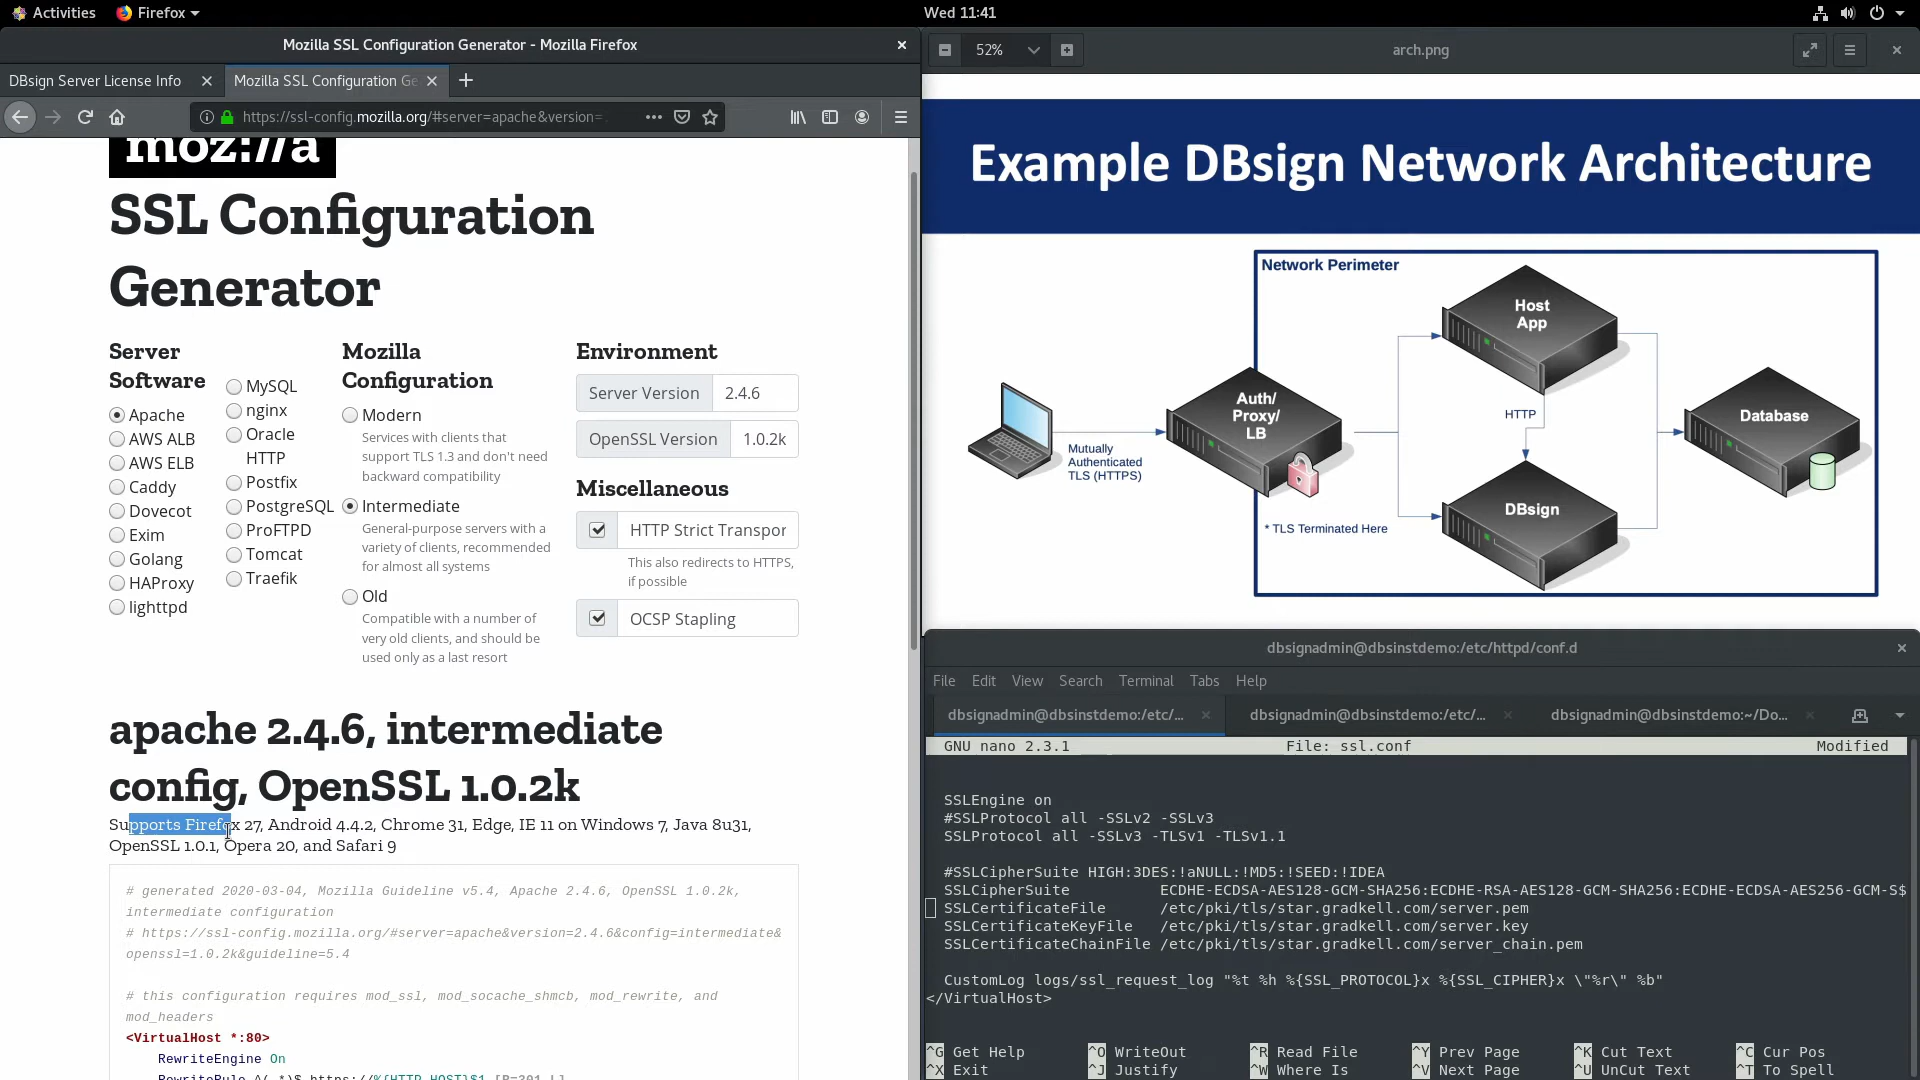 Activities
Firefox
Wed 11:41
Mozilla SSL Configuration Generator - Mozilla Firefox
DBsign Server License Info
Mozilla SSL Configuration Ge
https://ssl-config.mozilla.org/#server=apache&version=
moz://a
SSL Configuration
Generator
Server
Software
Apache
AWS ALB
AWS ELB
Caddy
Dovecot
Exim
Golang
HAProxy
lighttpd
MySQL
nginx
Oracle
HTTP
Postfix
PostgreSQL
ProFTPD
Tomcat
Traefik
Mozilla
Configuration
Modern
Services with clients that
support TLS 1.3 and don't need
backward compatibility
Intermediate
General-purpose servers with a
variety of clients, recommended
for almost all systems
Old
Compatible with a number of
very old clients, and should be
used only as a last resort
Environment
Server Version 2.4.6
OpenSSL Version 1.0.2k
Miscellaneous
HTTP Strict Transpor
This also redirects to HTTPS,
if possible
OCSP Stapling
apache 2.4.6, intermediate
config, OpenSSL 1.0.2k
Supports Firefox 27, Android 4.4.2, Chrome 31, Edge, IE 11 on Windows 7, Java 8u31,
OpenSSL 1.0.1, Opera 20, and Safari 9
# generated 2020-03-04, Mozilla Guideline v5.4, Apache 2.4.6, OpenSSL 1.0.2k,
intermediate configuration
# https://ssl-config.mozilla.org/#server=apache&version=2.4.6&config=intermediate&
openssl=1.0.2k&guideline=5.4
# this configuration requires mod_ssl, mod_socache_shmcb, mod_rewrite, and
mod_headers
<VirtualHost *:80>
RewriteEngine On
RewriteRule ^(.*)$ https://%{HTTP_HOST}$1 [R=301,L]
52%
arch.png
Example DBsign Network Architecture
Network Perimeter
Host
App
Auth/
Proxy/
LB
HTTP
Database
Mutually
Authenticated
TLS (HTTPS)
DBsign
* TLS Terminated Here
dbsignadmin@dbsinstdemo:/etc/httpd/conf.d
File Edit View Search Terminal Tabs Help
dbsignadmin@dbsinstdemo:/etc/...
dbsignadmin@dbsinstdemo:/etc/...
dbsignadmin@dbsinstdemo:~/Do...
GNU nano 2.3.1 File: ssl.conf Modified
SSLEngine on
#SSLProtocol all -SSLv2 -SSLv3
SSLProtocol all -SSLv3 -TLSv1 -TLSv1.1
#SSLCipherSuite HIGH:3DES:!aNULL:!MD5:!SEED:!IDEA
SSLCipherSuite ECDHE-ECDSA-AES128-GCM-SHA256:ECDHE-RSA-AES128-GCM-SHA256:ECDHE-ECDSA-AES256-GCM-S$
SSLCertificateFile /etc/pki/tls/star.gradkell.com/server.pem
SSLCertificateKeyFile /etc/pki/tls/star.gradkell.com/server.key
SSLCertificateChainFile /etc/pki/tls/star.gradkell.com/server_chain.pem
CustomLog logs/ssl_request_log "%t %h %{SSL_PROTOCOL}x %{SSL_CIPHER}x \"%r\" %b"
</VirtualHost>
^G Get Help ^O WriteOut ^R Read File ^Y Prev Page ^K Cut Text ^C Cur Pos
^X Exit ^J Justify ^W Where Is ^V Next Page ^U UnCut Text ^T To Spell